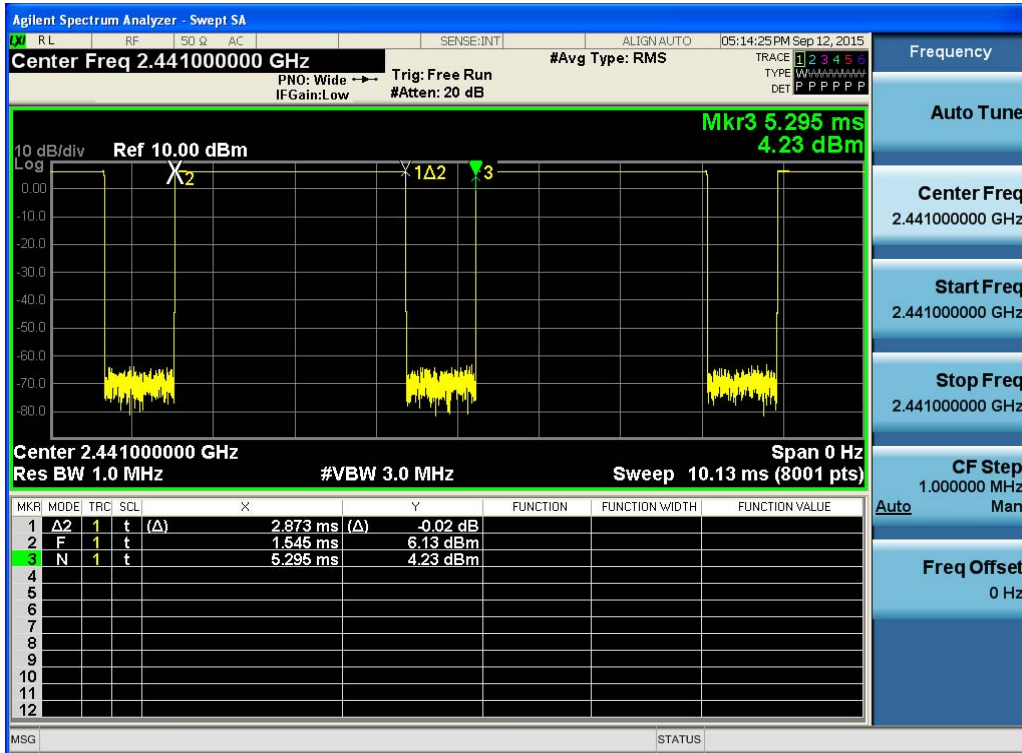 Agilent Spectrum Analyzer - Swept SA
LXI RL RF 50 Ω AC SENSE:INT ALIGN AUTO 05:14:25 PM Sep 12, 2015
Center Freq 2.441000000 GHz
PNO: Wide
IFGain:Low
Trig: Free Run
#Atten: 20 dB
#Avg Type: RMS
TRACE 1 2 3 4 5 6
TYPE WWWWWWW
DET P P P P P P
Mkr3 5.295 ms
4.23 dBm
10 dB/div Ref 10.00 dBm
Log
2 1Δ2 3
0.00
-10.0
-20.0
-30.0
-40.0
-50.0
-60.0
-70.0
-80.0
Center 2.441000000 GHz Span 0 Hz
Res BW 1.0 MHz #VBW 3.0 MHz Sweep 10.13 ms (8001 pts)
MKR MODE TRC SCL X Y FUNCTION FUNCTION WIDTH FUNCTION VALUE
1 Δ2 1 t (Δ) 2.873 ms (Δ) -0.02 dB
2 F 1 t 1.545 ms 6.13 dBm
3 N 1 t 5.295 ms 4.23 dBm
4
5
6
7
8
9
10
11
12
MSG STATUS
Frequency
Auto Tune
Center Freq
2.441000000 GHz
Start Freq
2.441000000 GHz
Stop Freq
2.441000000 GHz
CF Step
1.000000 MHz
Auto Man
Freq Offset
0 Hz